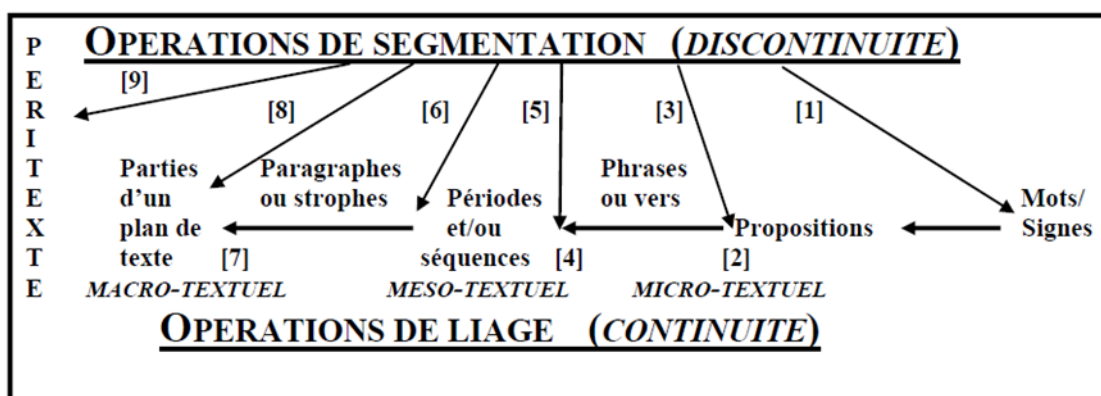 PERITEXTE
OPERATIONS DE SEGMENTATION (DISCONTINUITE)
[9]
[8] [6] [5] [3] [1]
Parties Paragraphes Phrases
d’un ou strophes Périodes ou vers Mots/
plan de et/ou Propositions Signes
texte [7] séquences [4] [2]
MACRO-TEXTUEL MESO-TEXTUEL MICRO-TEXTUEL
OPERATIONS DE LIAGE (CONTINUITE)